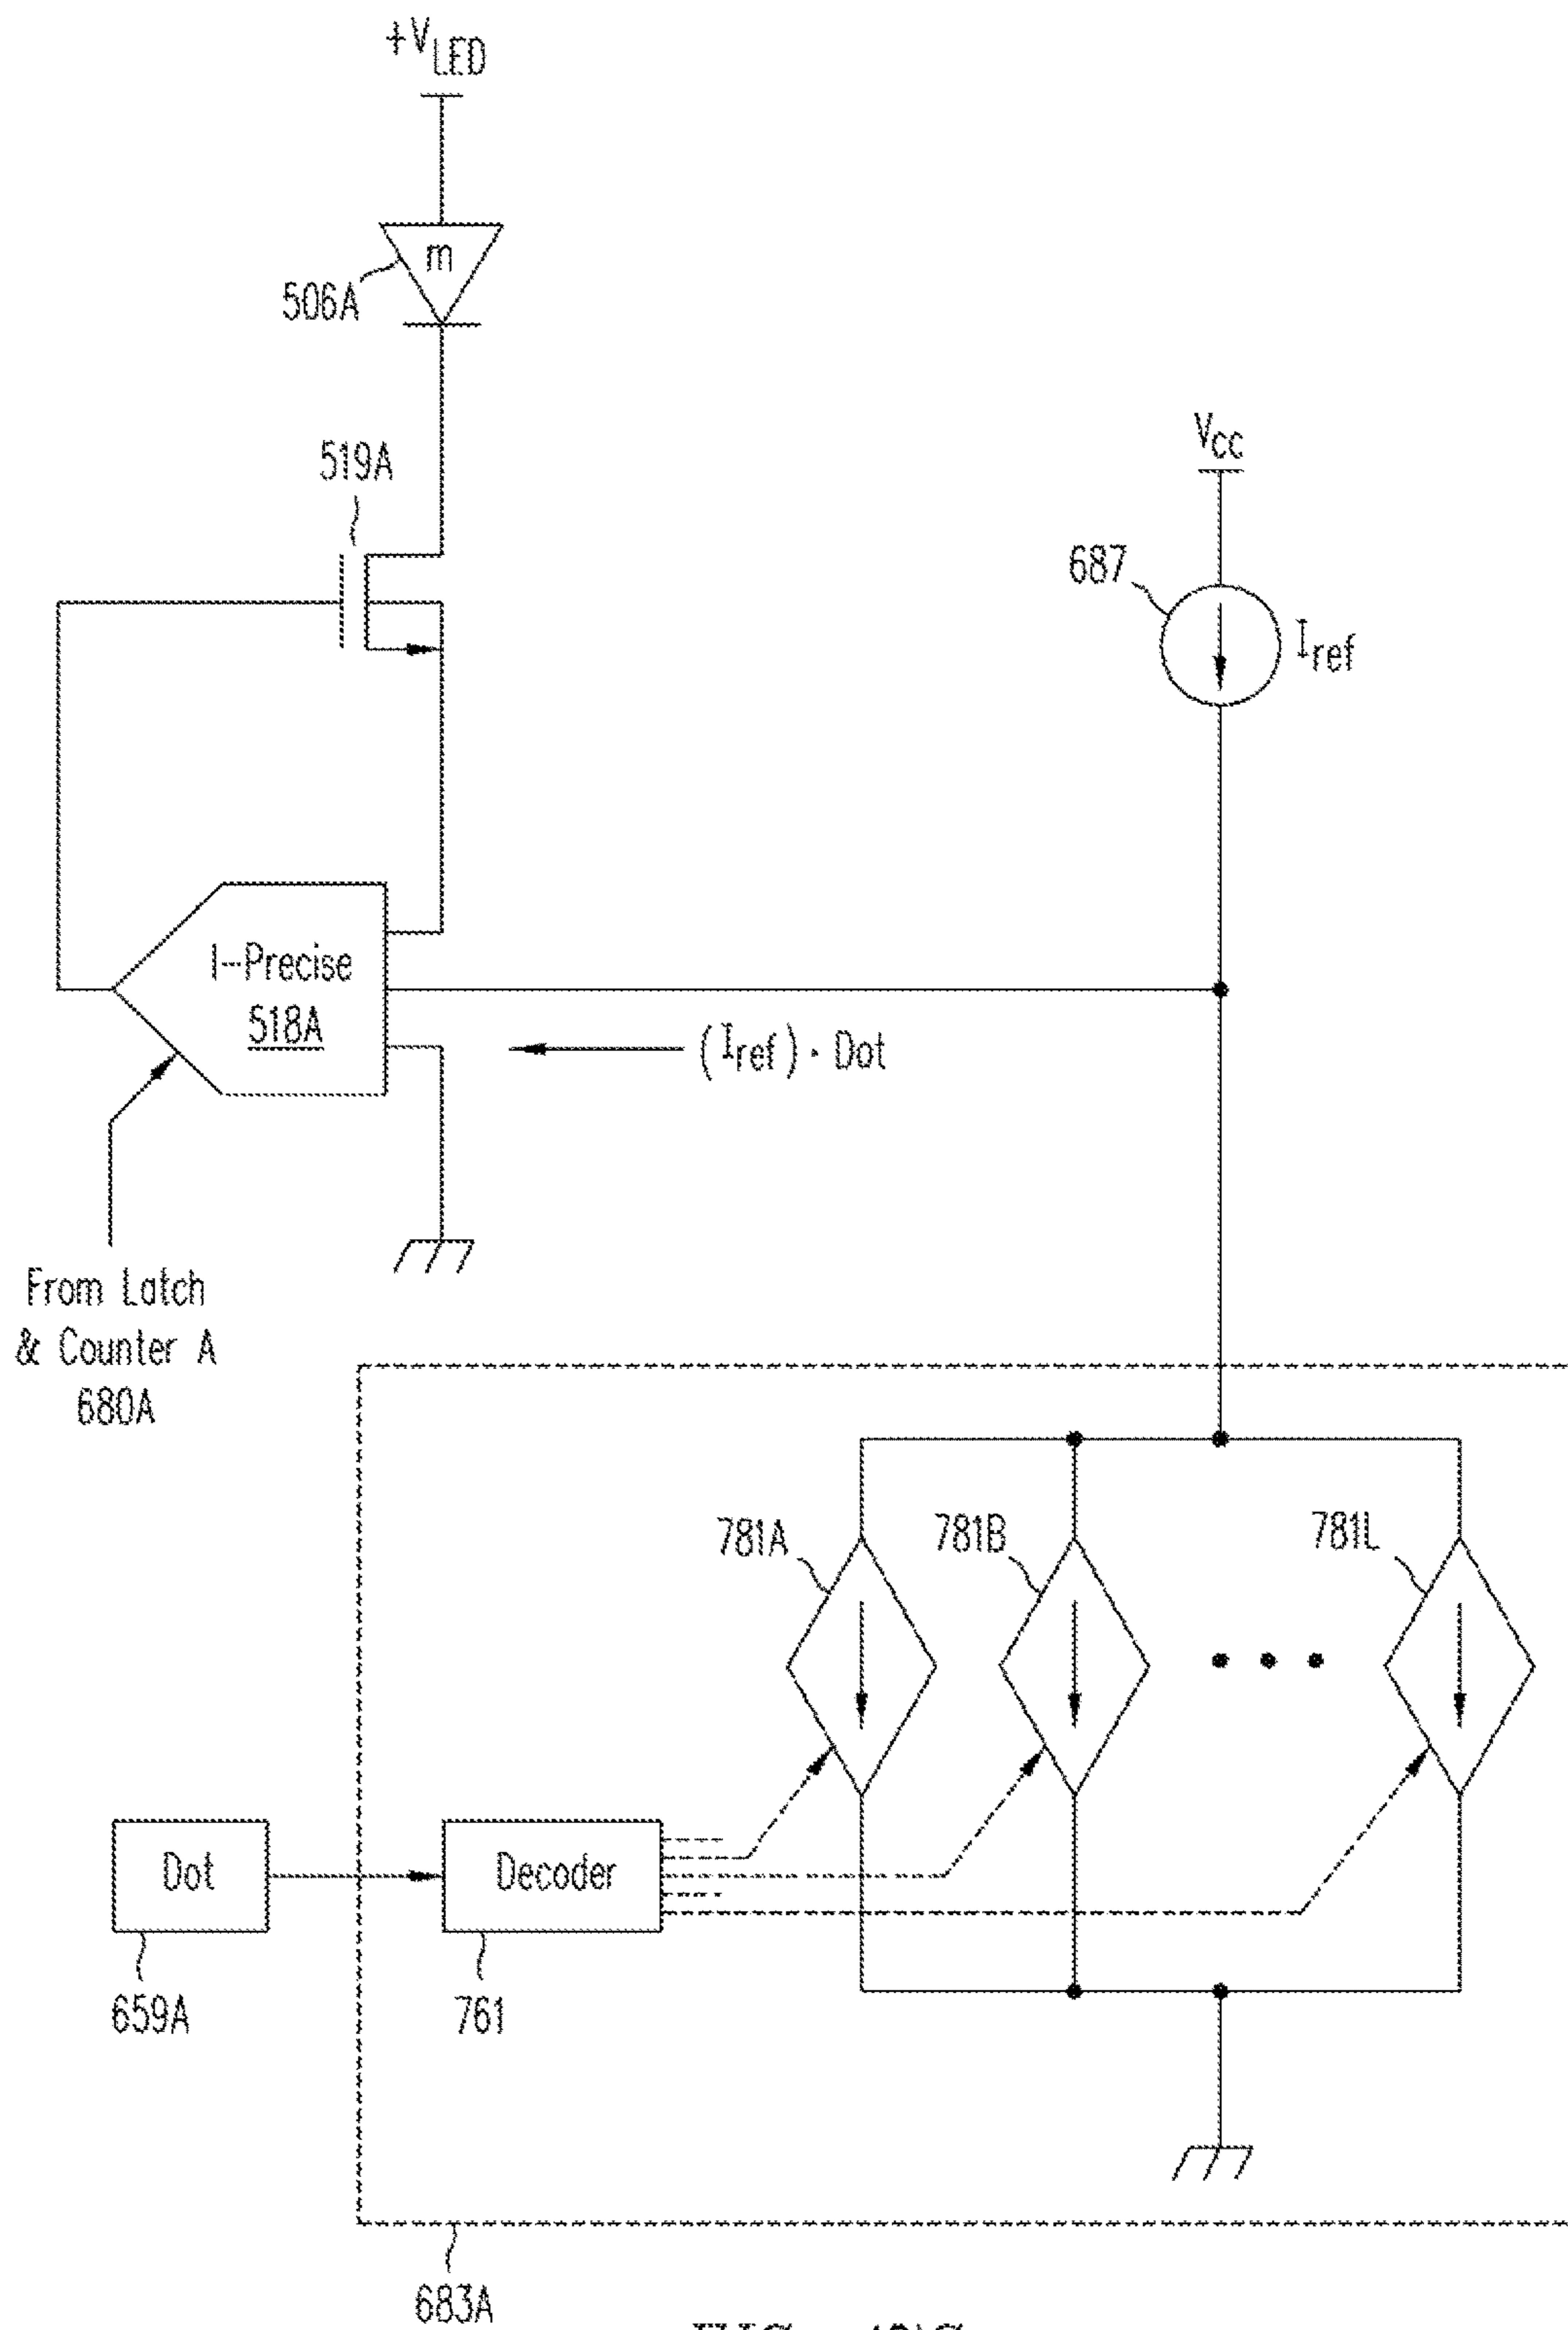 +VLED
m
506A
519A
VCC
687
Iref
I-Precise
518A
(Iref) · Dot
From Latch
& Counter A
680A
781A
781B
781L
Dot
Decoder
659A
761
683A